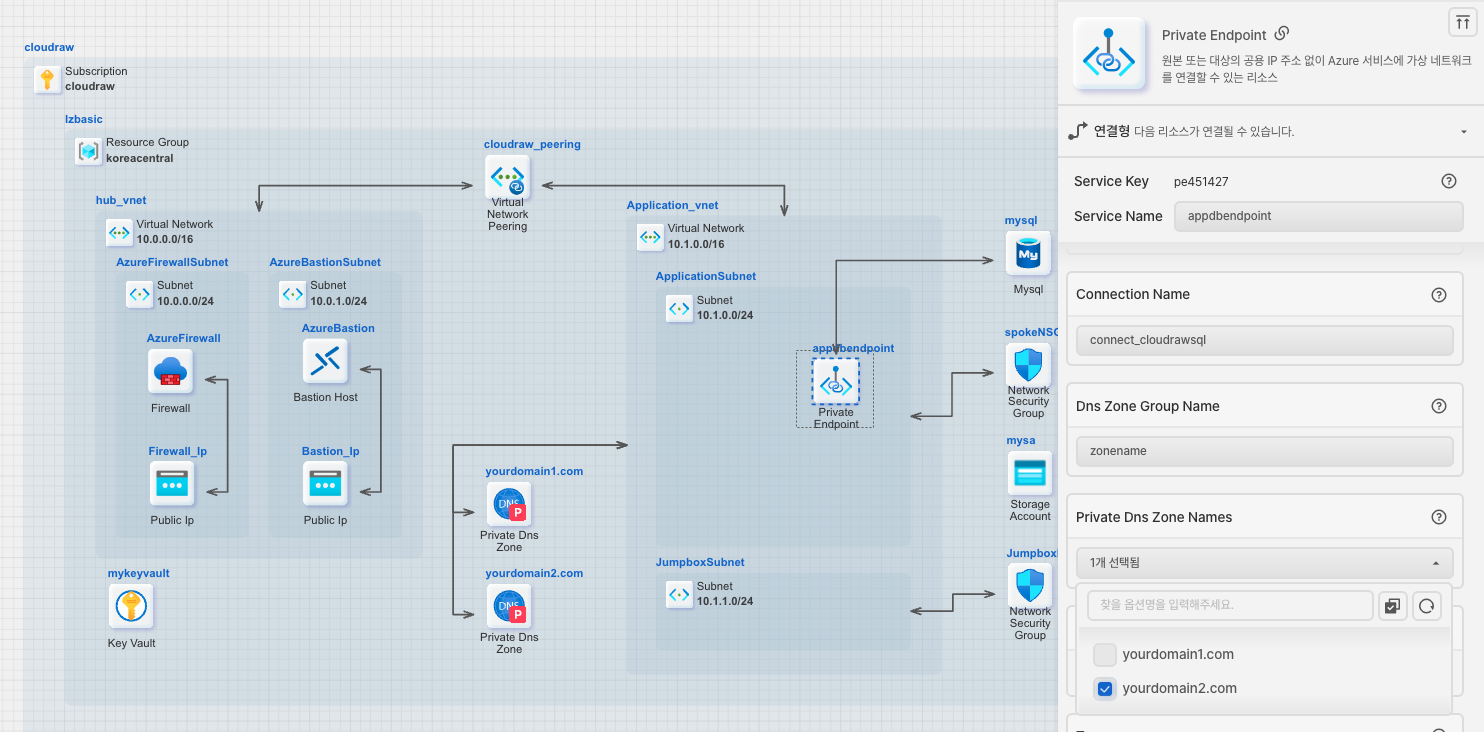 cloudraw
Subscription
cloudraw
lzbasic
Resource Group
koreacentral
cloudraw_peering
Virtual
Network
Peering
hub_vnet
Virtual Network
10.0.0.0/16
AzureFirewallSubnet
Subnet
10.0.0.0/24
AzureBastionSubnet
Subnet
10.0.1.0/24
AzureFirewall
Firewall
AzureBastion
Bastion Host
Firewall_Ip
Public Ip
Bastion_Ip
Public Ip
mykeyvault
Key Vault
yourdomain1.com
DNS
P
Private Dns
Zone
yourdomain2.com
DNS
P
Private Dns
Zone
Application_vnet
Virtual Network
10.1.0.0/16
ApplicationSubnet
Subnet
10.1.0.0/24
appdbendpoint
Private
Endpoint
JumpboxSubnet
Subnet
10.1.1.0/24
mysql
My
Mysql
spokeNSG
Network
Security
Group
mysa
Storage
Account
Jumpbox
Network
Security
Group
Private Endpoint
원본 또는 대상의 공용 IP 주소 없이 Azure 서비스에 가상 네트워크
를 연결할 수 있는 리소스
연결형 다음 리소스가 연결될 수 있습니다.
Service Key pe451427
Service Name appdbendpoint
Connection Name
connect_cloudrawsql
Dns Zone Group Name
zonename
Private Dns Zone Names
1개 선택됨
찾을 옵션명을 입력해주세요.
yourdomain1.com
yourdomain2.com